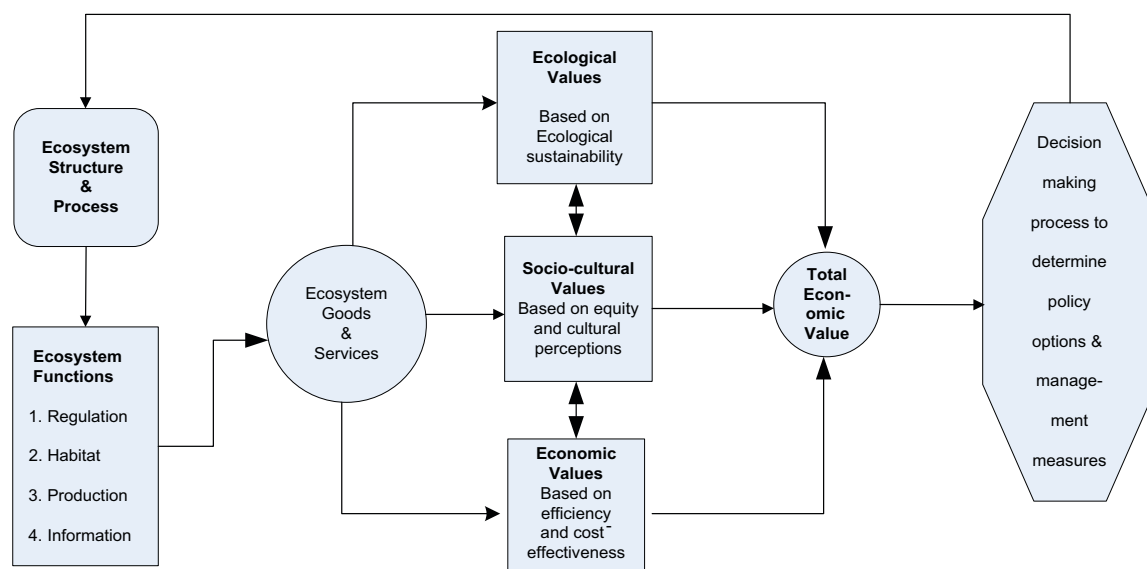 Ecosystem
Structure
&
Process
Ecosystem
Functions
1. Regulation
2. Habitat
3. Production
4. Information
Ecosystem
Goods
&
Services
Ecological
Values
Based on
Ecological
sustainability
Socio-cultural
Values
Based on equity
and cultural
perceptions
Economic
Values
Based on
efficiency
and cost-
effectiveness
Total
Econ-
omic
Value
Decision
making
process to
determine
policy
options &
manage-
ment
measures